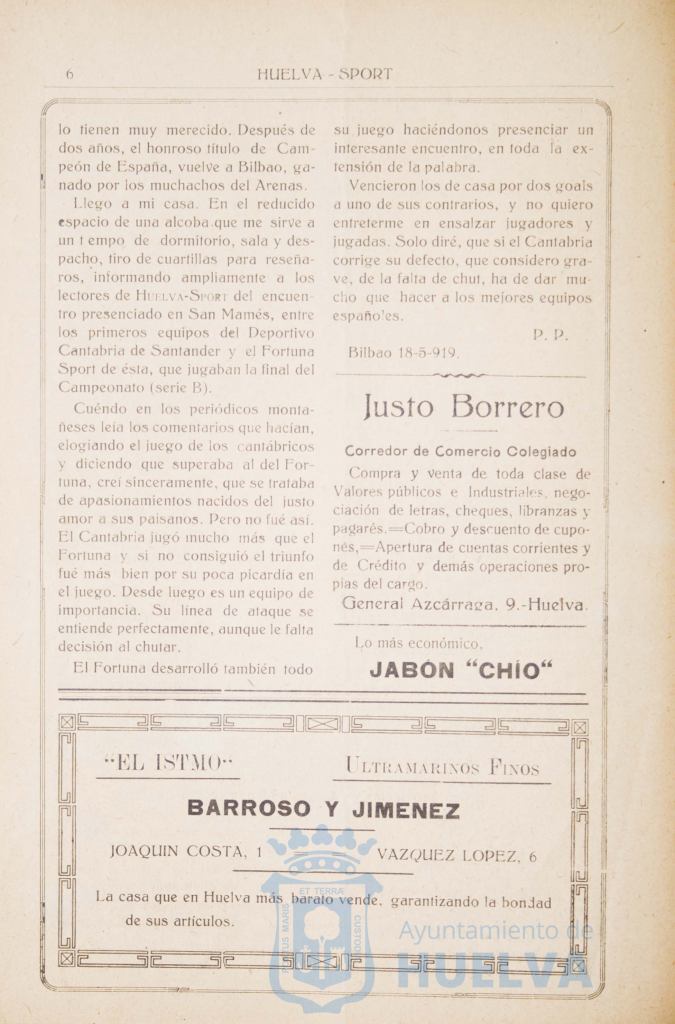 6
HUELVA - SPORT
lo tienen muy merecido. Después de
dos años, el honroso título de Cam-
peón de España, vuelve a Bilbao, ga-
nado por los muchachos del Arenas.
Llego a mi casa. En el reducido
espacio de una alcoba que me sirve a
un t empo de dormitorio, sala y des-
pacho, tiro de cuartillas para reseña-
ros, informando ampliamente a los
lectores de HUELVA-SPORT del encuen-
tro presenciado en San Mamés, entre
los primeros equipos del Deportivo
Cantabria de Santander y el Fortuna
Sport de ésta, que jugaban la final del
Campeonato (serie B).
Cuéndo en los periódicos monta-
ñeses leía los comentarios que hacían,
elogiando el juego de los cantábricos
y diciendo que superaba al del For-
tuna, creí sinceramente, que se trataba
de apasionamientos nacidos del justo
amor a sus paisanos. Pero no fué así.
El Cantabria jugó mucho más que el
Fortuna y si no consiguió el triunfo
fué más bien por su poca picardía en
el juego. Desde luego es un equipo de
importancia. Su línea de ataque se
entiende perfectamente, aunque le falta
decisión al chutar.
El Fortuna desarrolló también todo
su juego haciéndonos presenciar un
interesante encuentro, en toda la ex-
tensión de la palabra.
Vencieron los de casa por dos goals
a uno de sus contrarios, y no quiero
entreterme en ensalzar jugadores y
jugadas. Solo diré, que si el Cantabria
corrige su defecto, que considero gra-
ve, de la falta de chut, ha de dar mu-
cho que hacer a los mejores equipos
españo'es.
P. P.
Bilbao 18-5-919.
Justo Borrero
Corredor de Comercio Colegiado
Compra y venta de toda clase de
Valores públicos e Industriales, nego-
ciación de letras, cheques, libranzas y
pagarés.=Cobro y descuento de cupo-
nés,=Apertura de cuentas corrientes y
de Crédito y demás operaciones pro-
pias del cargo.
General Azcárraga, 9.-Huelva.
Lo más económico,
JABÓN "CHÍO"
"EL ISTMO"
ULTRAMARINOS FINOS
BARROSO Y JIMENEZ
JOAQUIN COSTA, 1
VAZQUEZ LOPEZ, 6
La casa que en Huelva más barato vende, garantizando la bondad
de sus artículos.
ET TERRÆ
PORTUS MARIS
CUSTODIA
Ayuntamiento de
HUELVA